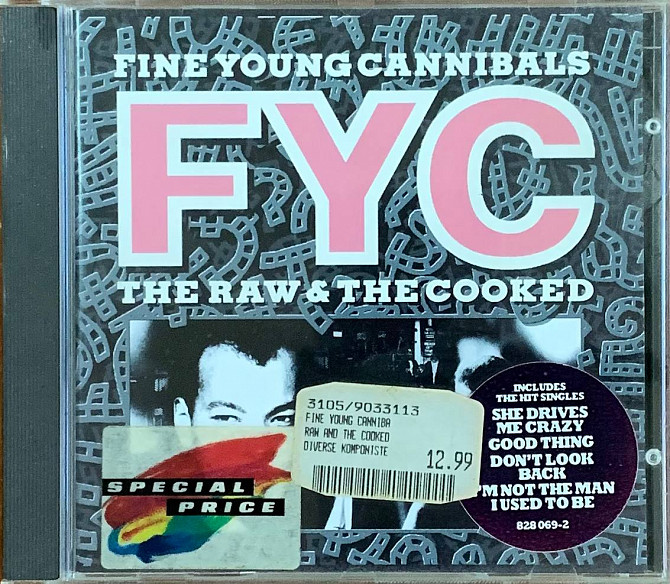 FINE YOUNG CANNIBALS
FYC
THE RAW & THE COOKED
INCLUDES
THE HIT SINGLES
SHE DRIVES
ME CRAZY
GOOD THING
DON'T LOOK
BACK
I'M NOT THE MAN
I USED TO BE
828 069-2
3105/9033113
FINE YOUNG CANNIBA
RAW AND THE COOKED
DIVERSE KOMPONISTE
12.99
SPECIAL
PRICE